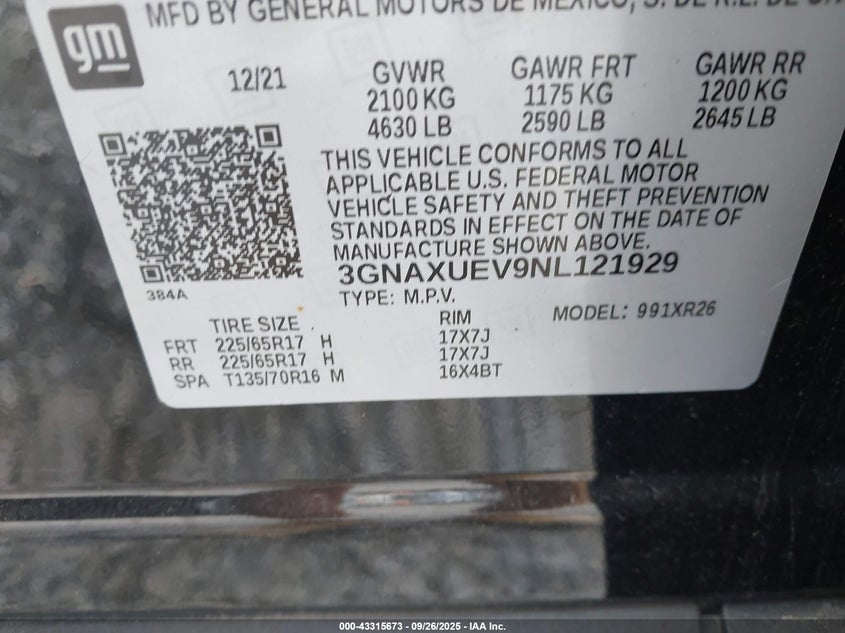 gm
MFD BY GENERAL MOTORS DE MEXICO, S. DE R.L. DE C.V.
12/21
GVWR GAWR FRT GAWR RR
2100 KG 1175 KG 1200 KG
4630 LB 2590 LB 2645 LB
THIS VEHICLE CONFORMS TO ALL
APPLICABLE U.S. FEDERAL MOTOR
VEHICLE SAFETY AND THEFT PREVENTION
STANDARDS IN EFFECT ON THE DATE OF
MANUFACTURE SHOWN ABOVE.
3GNAXUEV9NL121929
384A
TYPE: M.P.V. MODEL: 991XR26
TIRE SIZE RIM
FRT 225/65R17 H 17X7J
RR 225/65R17 H 17X7J
SPA T135/70R16 M 16X4BT
000-43315673 - 09/26/2025 - IAA Inc.